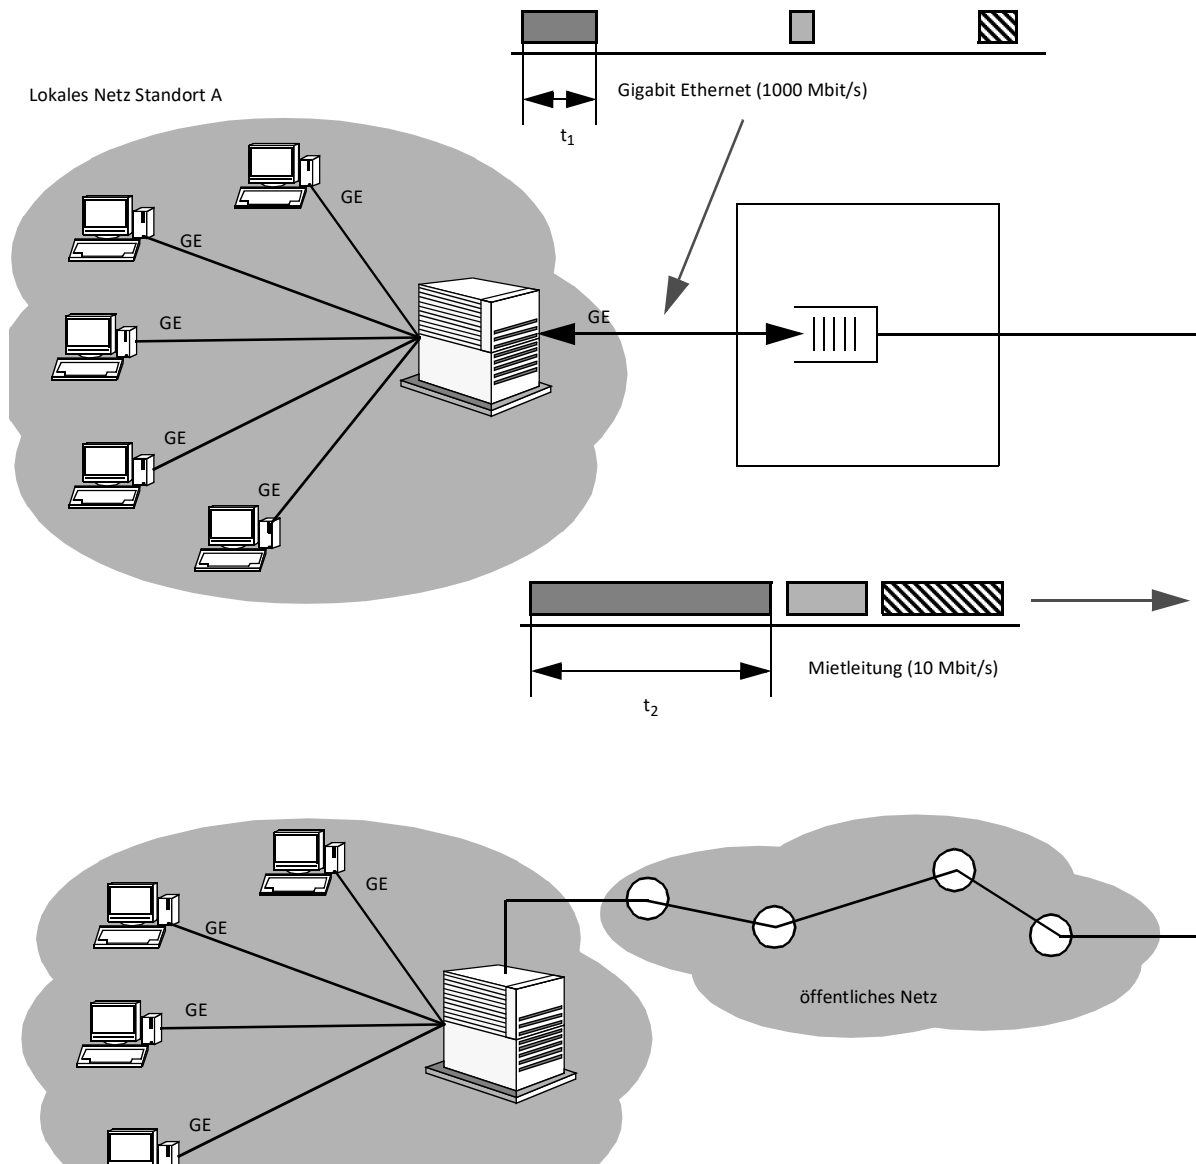 Gigabit Ethernet (1000 Mbit/s)
Lokales Netz Standort A
t1
GE
GE
GE
GE
GE
GE
Mietleitung (10 Mbit/s)
t2
GE
GE
öffentliches Netz
GE
GE